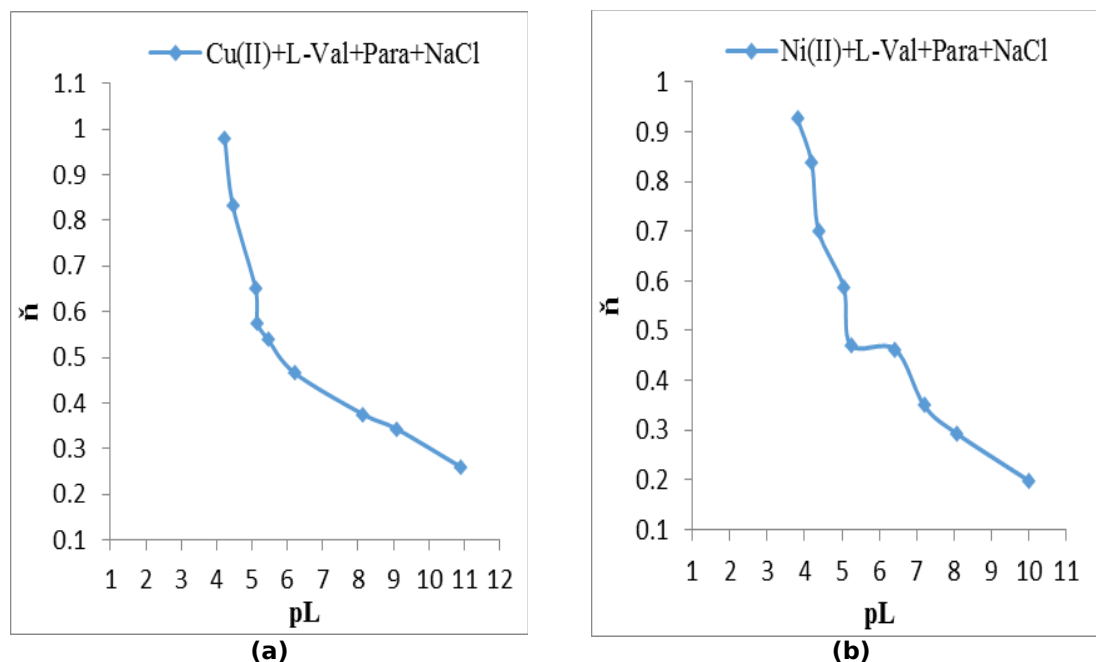 Cu(II)+L-Val+Para+NaCl
1.1
1
0.9
0.8
0.7
0.6
0.5
0.4
0.3
0.2
0.1
ň
1 2 3 4 5 6 7 8 9 10 11 12
pL
(a)
Ni(II)+L-Val+Para+NaCl
1
0.9
0.8
0.7
0.6
0.5
0.4
0.3
0.2
0.1
ň
1 2 3 4 5 6 7 8 9 10 11
pL
(b)